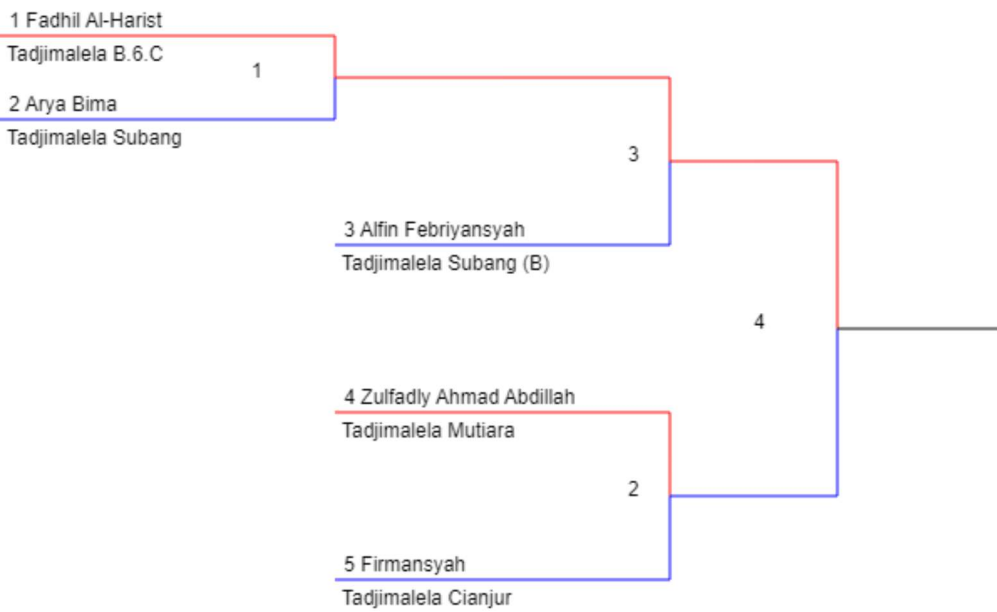 1 Fadhil Al-Harist
Tadjimalela B.6.C
1
2 Arya Bima
Tadjimalela Subang
3
3 Alfin Febriyansyah
Tadjimalela Subang (B)
4
4 Zulfadly Ahmad Abdillah
Tadjimalela Mutiara
2
5 Firmansyah
Tadjimalela Cianjur